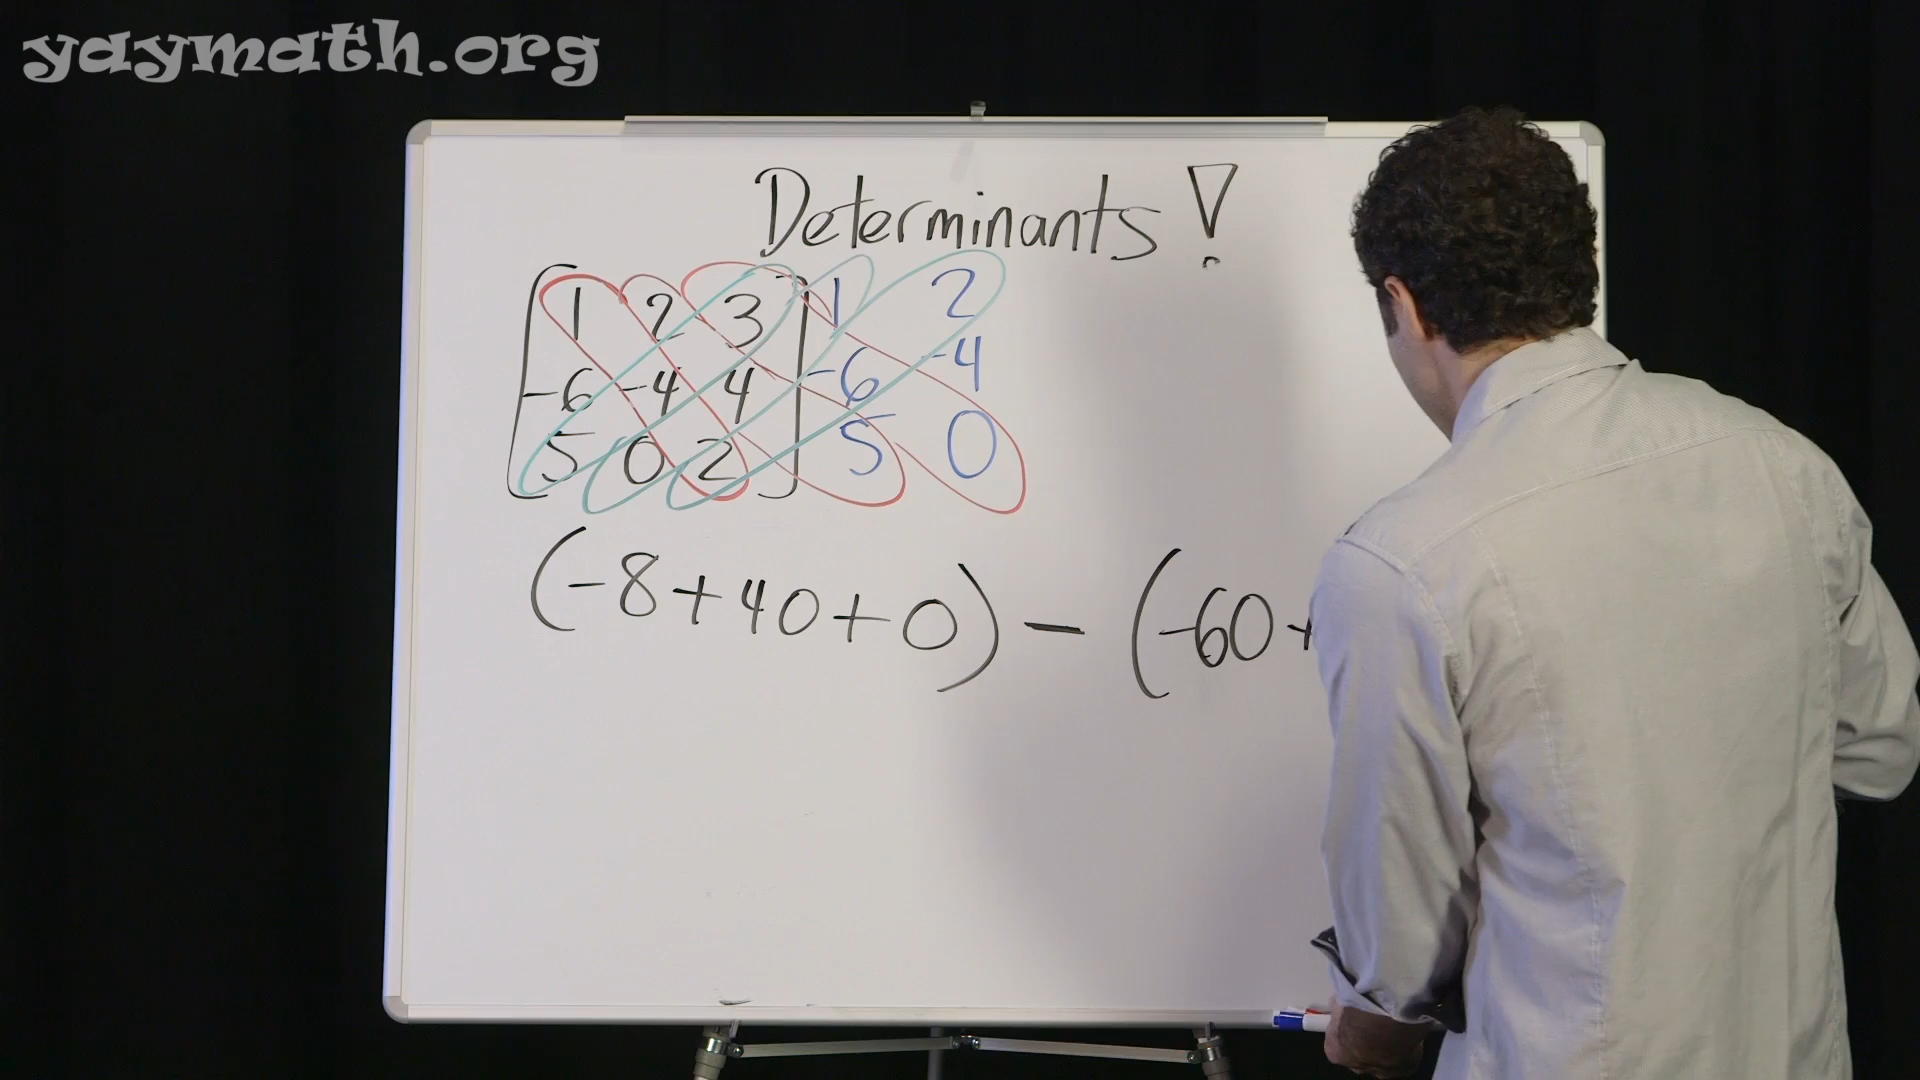 yaymath.org
Determinants!
1 2 3 1 2
-6 -4 4 -6 -4
5 0 2 5 0
(-8+40+0) - (-60+